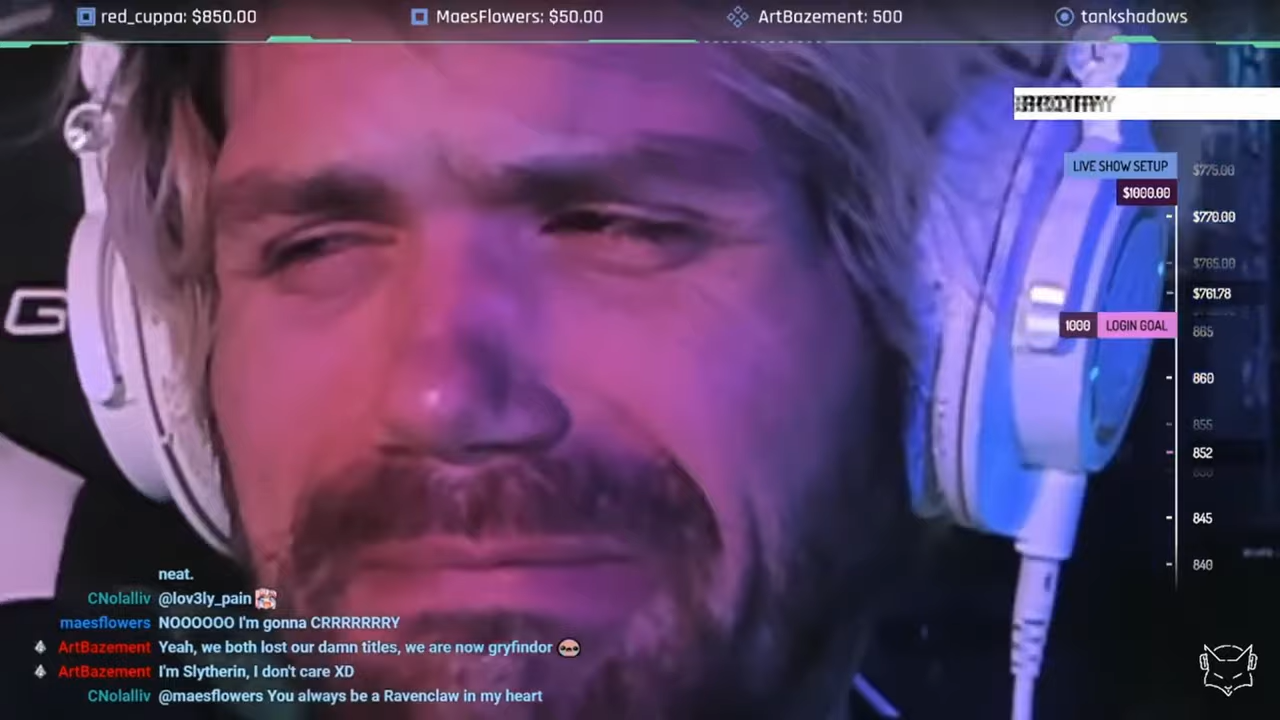 red_cuppa: $850.00
MaesFlowers: $50.00
ArtBazement: 500
tankshadows
L
LIVE SHOW SETUP
$775.00
$1000.00
$770.00
$765.00
$761.78
1000 LOGIN GOAL
865
860
855
852
850
845
840
G
neat.
CNolalliv @lov3ly_pain
maesflowers NOOOOOO I'm gonna CRRRRRRRY
ArtBazement Yeah, we both lost our damn titles, we are now gryfindor
ArtBazement I'm Slytherin, I don't care XD
CNolalliv @maesflowers You always be a Ravenclaw in my heart